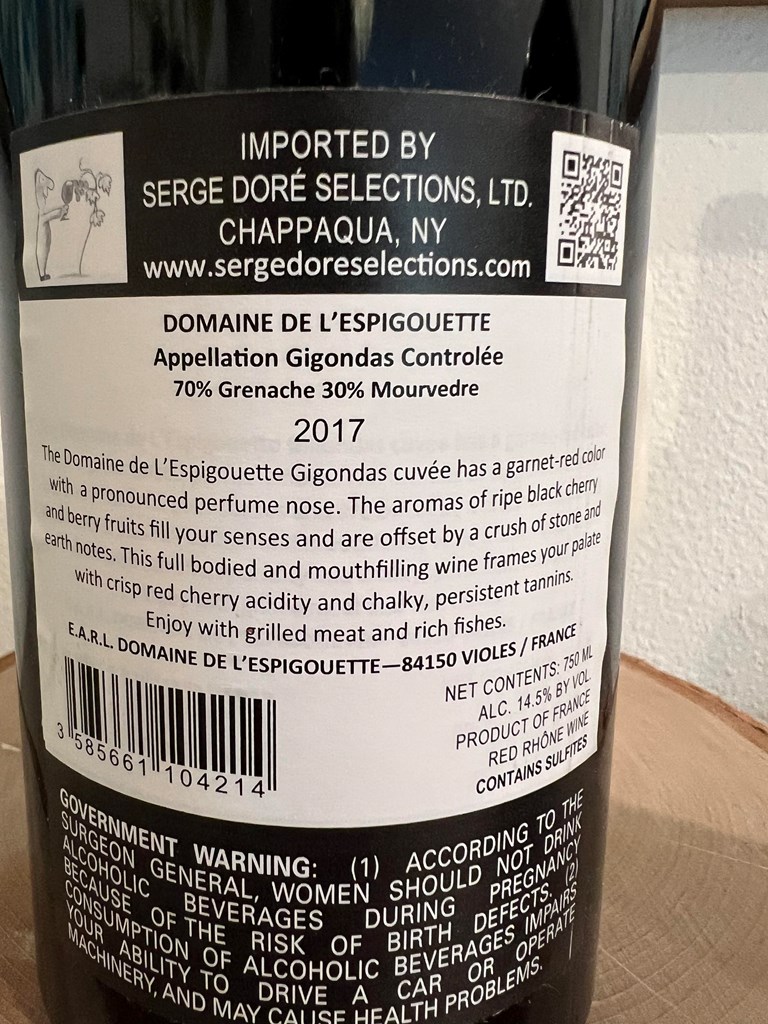 IMPORTED BY
SERGE DORÉ SELECTIONS, LTD.
CHAPPAQUA, NY
www.sergedoreselections.com
DOMAINE DE L'ESPIGOUETTE
Appellation Gigondas Controlée
70% Grenache 30% Mourvedre
2017
The Domaine de L'Espigouette Gigondas cuvée has a garnet-red color
with a pronounced perfume nose. The aromas of ripe black cherry
and berry fruits fill your senses and are offset by a crush of stone and
earth notes. This full bodied and mouthfilling wine frames your palate
with crisp red cherry acidity and chalky, persistent tannins.
Enjoy with grilled meat and rich fishes.
E.A.R.L. DOMAINE DE L'ESPIGOUETTE—84150 VIOLES / FRANCE
NET CONTENTS: 750 ML
ALC. 14.5% BY VOL.
PRODUCT OF FRANCE
RED RHÔNE WINE
CONTAINS SULFITES
3 585661 104214
GOVERNMENT WARNING: (1) ACCORDING TO THE
SURGEON GENERAL, WOMEN SHOULD NOT DRINK
ALCOHOLIC BEVERAGES DURING PREGNANCY
BECAUSE OF THE RISK OF BIRTH DEFECTS. (2)
CONSUMPTION OF ALCOHOLIC BEVERAGES IMPAIRS
YOUR ABILITY TO DRIVE A CAR OR OPERATE
MACHINERY, AND MAY CAUSE HEALTH PROBLEMS.